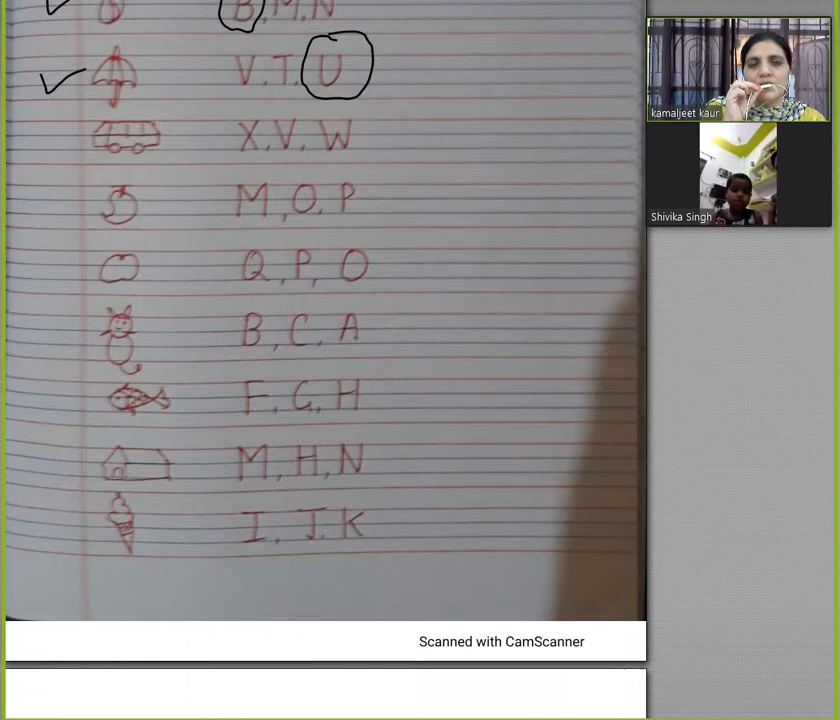 B, M, N
V, T, U
X, V, W
M, O, P
Q, P, O
B, C, A
F, G, H
M, H, N
I, J, K
Scanned with CamScanner
kamaljeet kaur
Shivika Singh